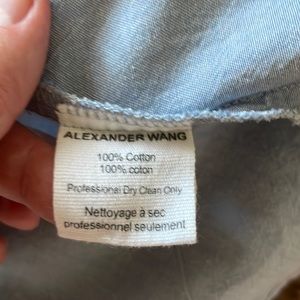 ALEXANDER WANG
100% Cotton
100% coton
Professional Dry Clean Only
Nettoyage à sec
professionnel seulement